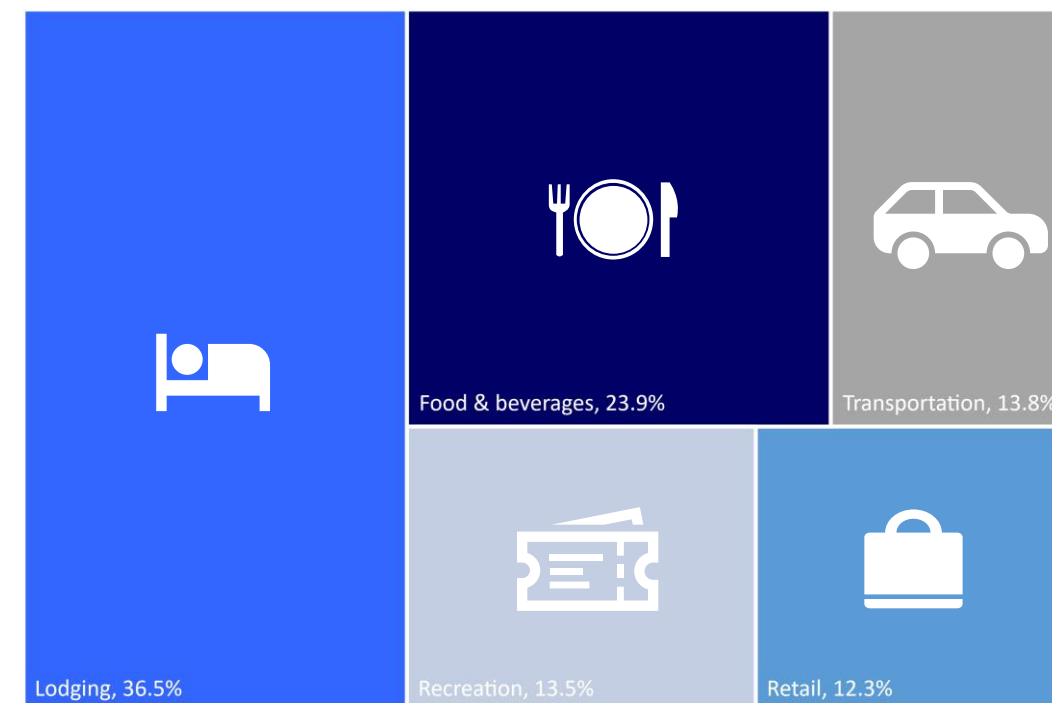 Food & beverages, 23.9%
Transportation, 13.8%
Lodging, 36.5%
Recreation, 13.5%
Retail, 12.3%